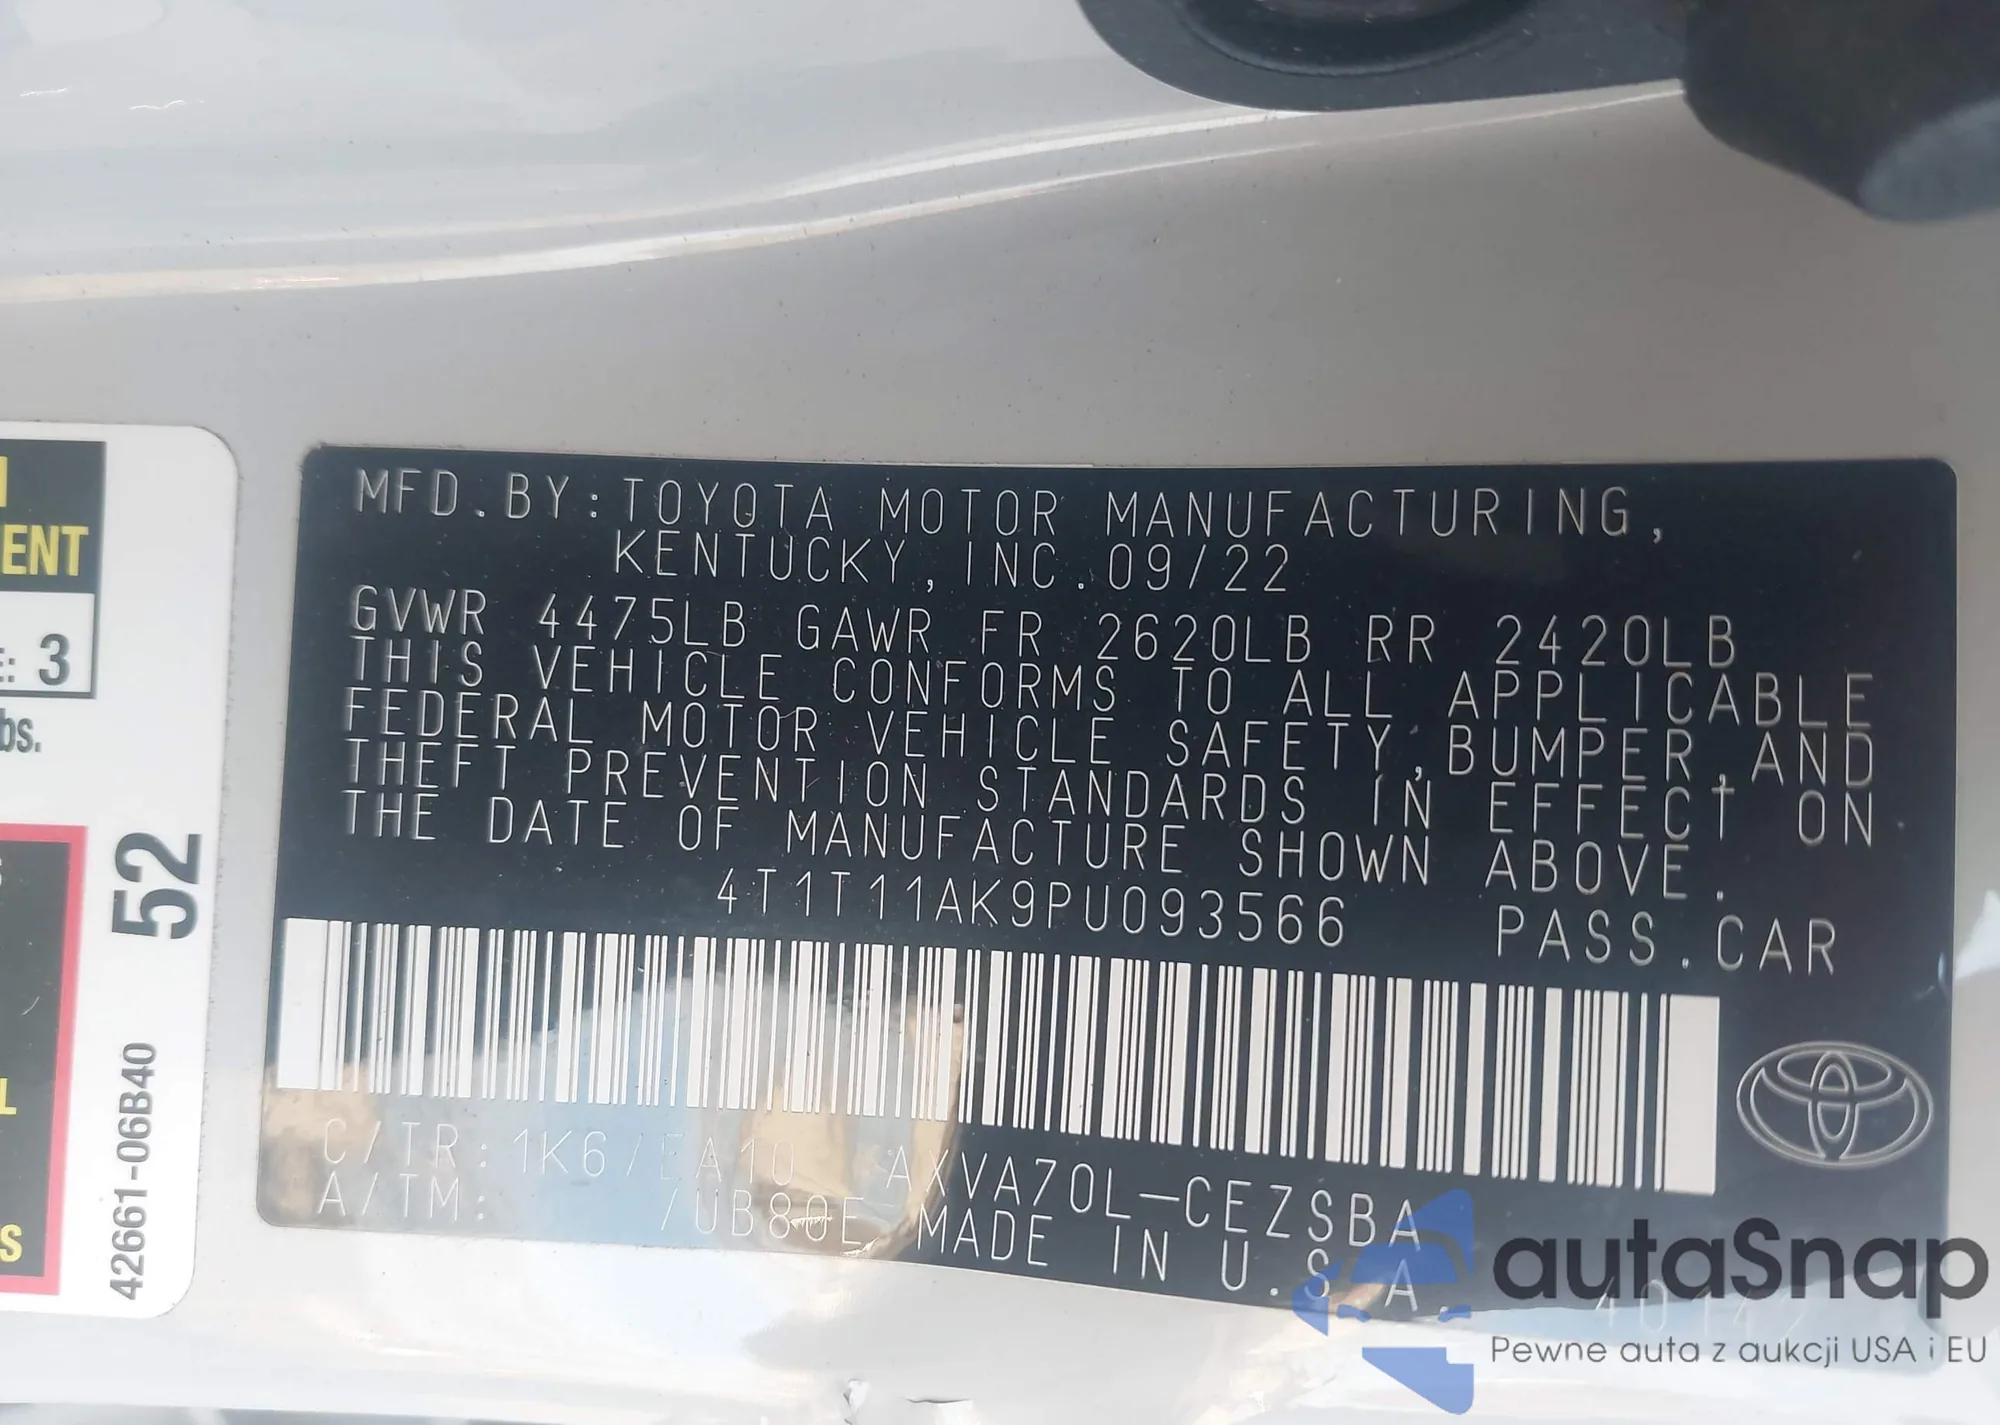 ENT
E: 3
bs.
52
42661-06B40
L
S
MFD.BY:TOYOTA MOTOR MANUFACTURING,
KENTUCKY,INC.09/22
GVWR 4475LB GAWR FR 2620LB RR 2420LB
THIS VEHICLE CONFORMS TO ALL APPLICABLE
FEDERAL MOTOR VEHICLE SAFETY,BUMPER,AND
THEFT PREVENTION STANDARDS IN EFFECT ON
THE DATE OF MANUFACTURE SHOWN ABOVE.
4T1T11AK9PU093566 PASS.CAR
C/TR:1K6/EA10 AXVA70L-CEZSBA
A/TM: /UB80E MADE IN U.S.A.
autaSnap
Pewne auta z aukcji USA i EU